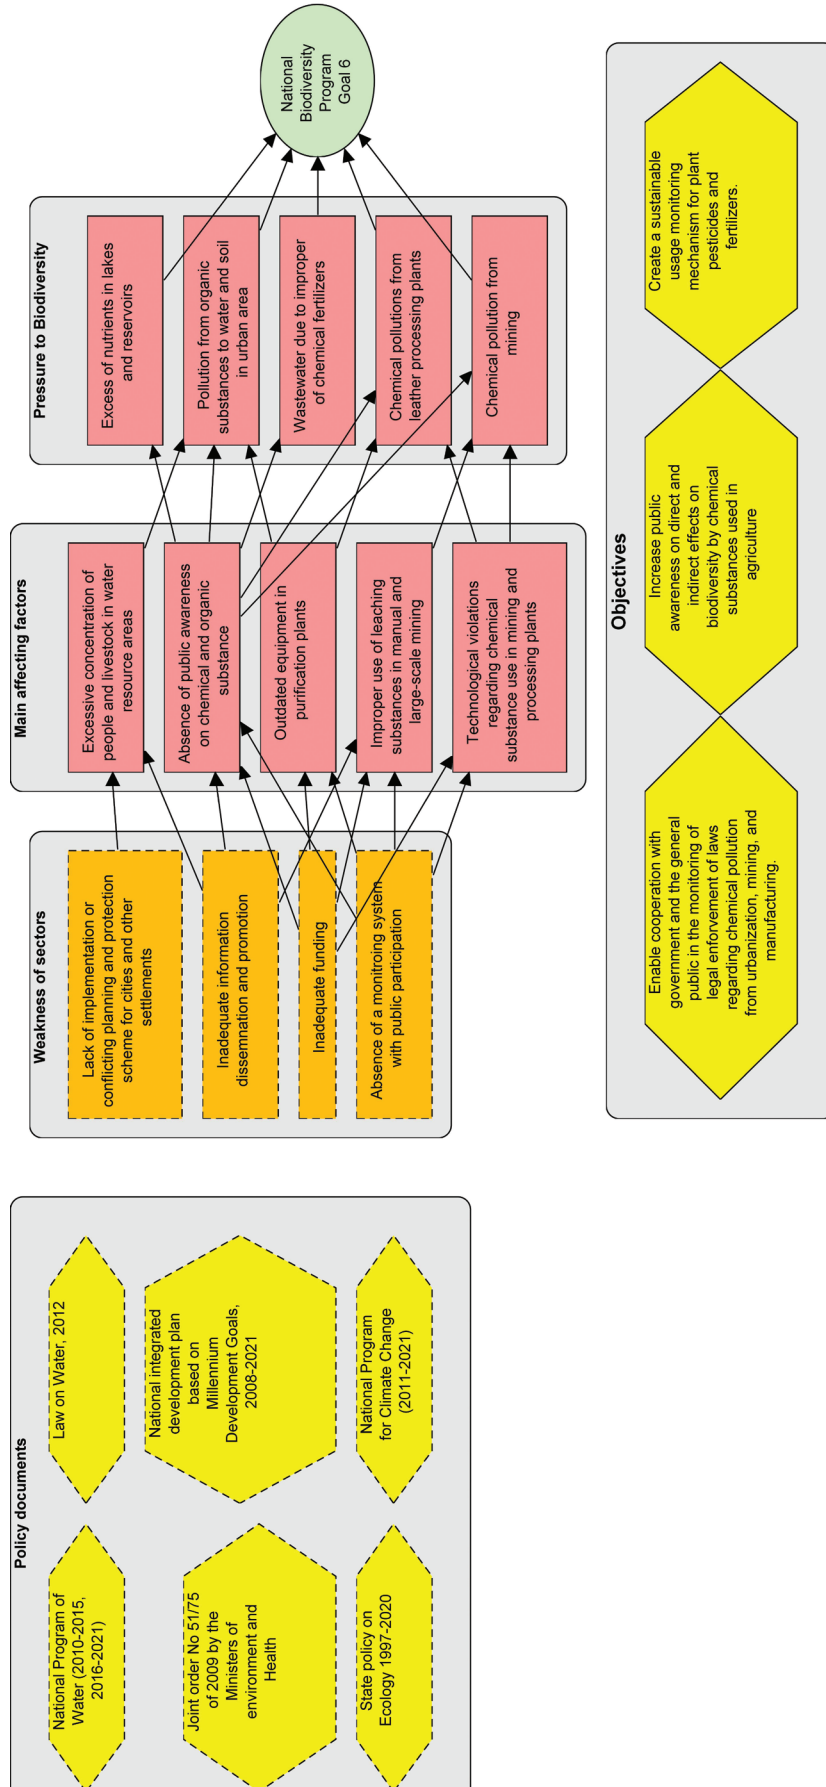 Policy documents
National Program of
Water (2010-2015,
2016-2021)
Law on Water, 2012
Joint order No 51/75
of 2009 by the
Ministers of
environment and
Health
National integrated
development plan
based on
Millennium
Development Goals,
2008-2021
State policy on
Ecology 1997-2020
National Program
for Climate Change
(2011-2021)
Weakness of sectors
Lack of implementation or
conflicting planning and protection
scheme for cities and other
settlements
Inadequate information
dissemnation and promotion
Inadequate funding
Absence of a monitroing system
with public participation
Main affecting factors
Excessive concentration of
people and livestock in water
resource areas
Absence of public awareness
on chemical and organic
substance
Outdated equipment in
purification plants
Improper use of leaching
substances in manual and
large-scale mining
Technological violations
regarding chemical
substance use in mining and
processing plants
Pressure to Biodiversity
Excess of nutrients in lakes
and reservoirs
Pollution from organic
substances to water and soil
in urban area
Wastewater due to improper
of chemical fertilizers
Chemical pollutions from
leather processing plants
Chemical pollution from
mining
National
Biodiversity
Program
Goal 6
Objectives
Enable cooperation with
government and the general
public in the monitoring of
legal enforvement of laws
regarding chemical pollution
from urbanization, mining, and
manufacturing.
Increase public
awareness on direct and
indirect effects on
biodiversity by chemical
substances used in
agriculture
Create a sustainable
usage monitoring
mechanism for plant
pesticides and
fertilizers.